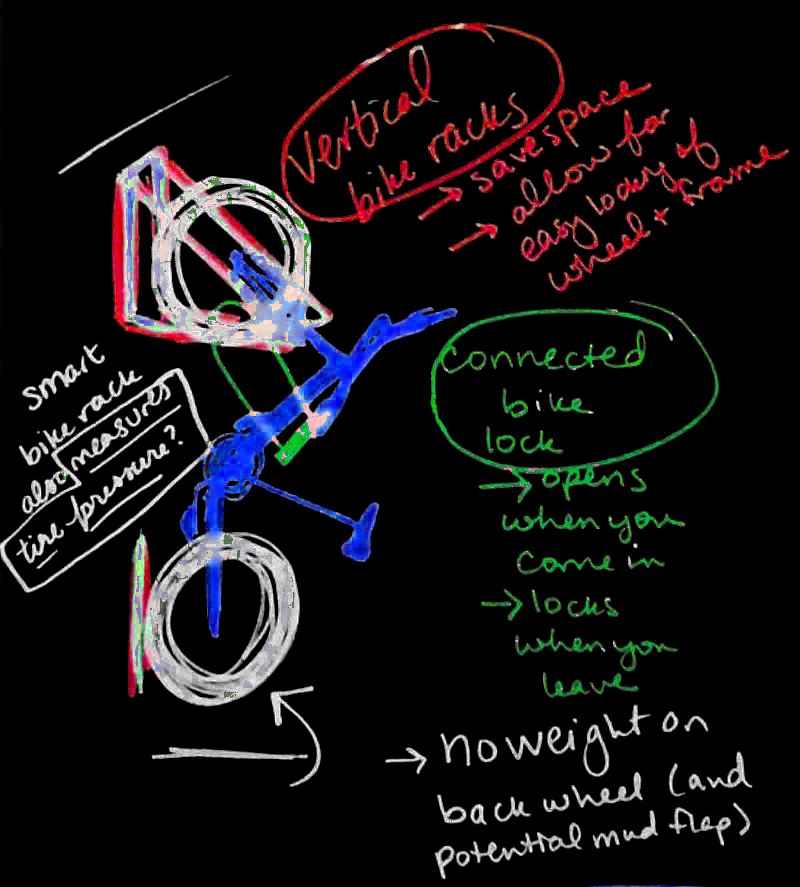 Vertical
bike racks
→ save space
→ allow for
easy locking of
wheel + frame
connected
bike
lock
→ opens
when you
come in
→ locks
when you
leave
smart
bike rack
also measures
tire pressure?
→ no weight on
back wheel (and
potential mud flap)